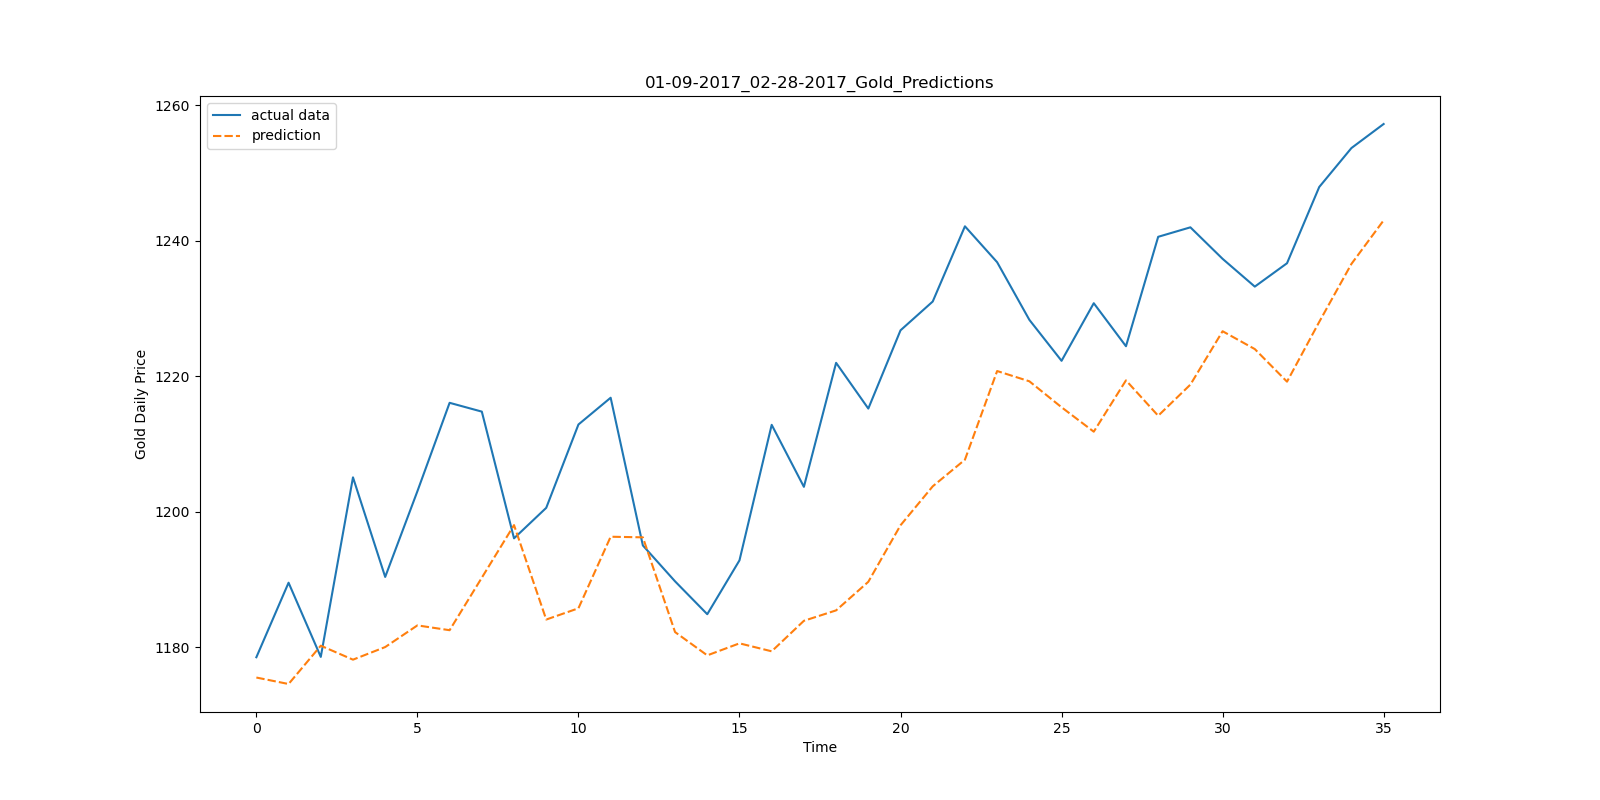 01-09-2017_02-28-2017_Gold_Predictions
actual data
prediction
Gold Daily Price
1260
1240
1220
1200
1180
0 5 10 15 20 25 30 35
Time